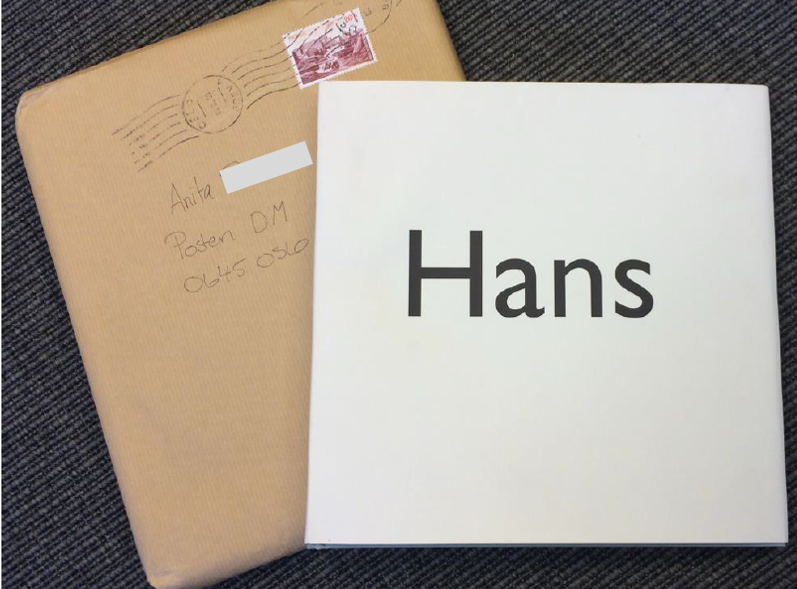 Anita
Posten DM
0645 OSlO
Hans